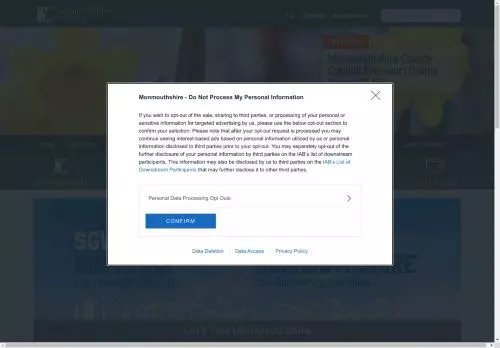 Monmouthshire County
Council Transport Grants
Monmouthshire - Do Not Process My Personal Information
If you wish to opt-out of the sale, sharing to third parties, or processing of your personal or
sensitive information for targeted advertising by us, please use the below opt-out section to
confirm your selection. Please note that after your opt-out request is processed you may
continue seeing interest-based ads based on personal information utilized by us or personal
information disclosed to third parties prior to your opt-out. You may separately opt-out of the
further disclosure of your personal information by third parties on the IAB's list of downstream
participants. This information may also be disclosed by us to third parties on the IAB's List of
Downstream Participants that may further disclose it to other third parties.
Personal Data Processing Opt Outs
CONFIRM
Data Deletion
Data Access
Privacy Policy
Let's Talk Monmouthshire